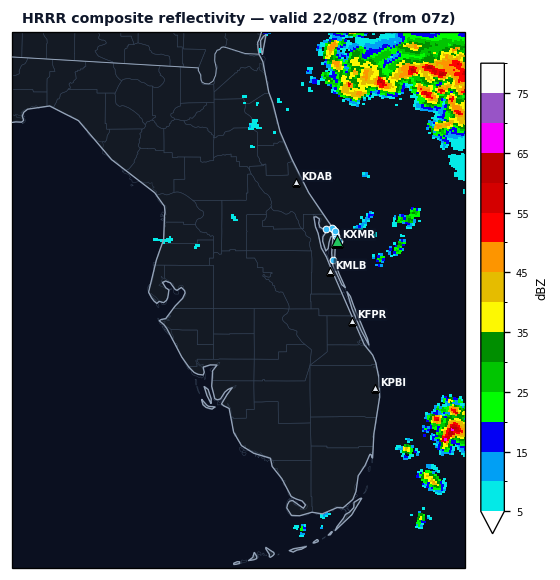 HRRR composite reflectivity — valid 22/08Z (from 07z)
KDAB
KXMR
KMLB
KFPR
KPBI
75
65
55
45
35
25
15
5
dBZ